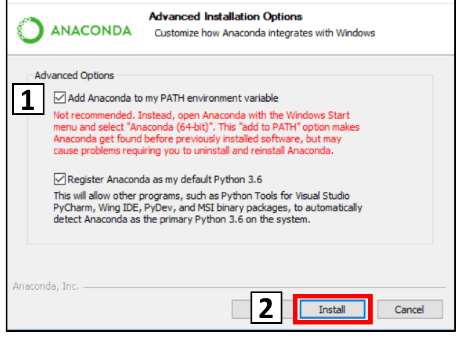 ANACONDA
Advanced Installation Options
Customize how Anaconda integrates with Windows
Advanced Options
1
Add Anaconda to my PATH environment variable
Not recommended. Instead, open Anaconda with the Windows Start
menu and select "Anaconda (64-bit)". This "add to PATH" option makes
Anaconda get found before previously installed software, but may
cause problems requiring you to uninstall and reinstall Anaconda.
Register Anaconda as my default Python 3.6
This will allow other programs, such as Python Tools for Visual Studio
PyCharm, Wing IDE, PyDev, and MSI binary packages, to automatically
detect Anaconda as the primary Python 3.6 on the system.
Anaconda, Inc.
2
Install
Cancel